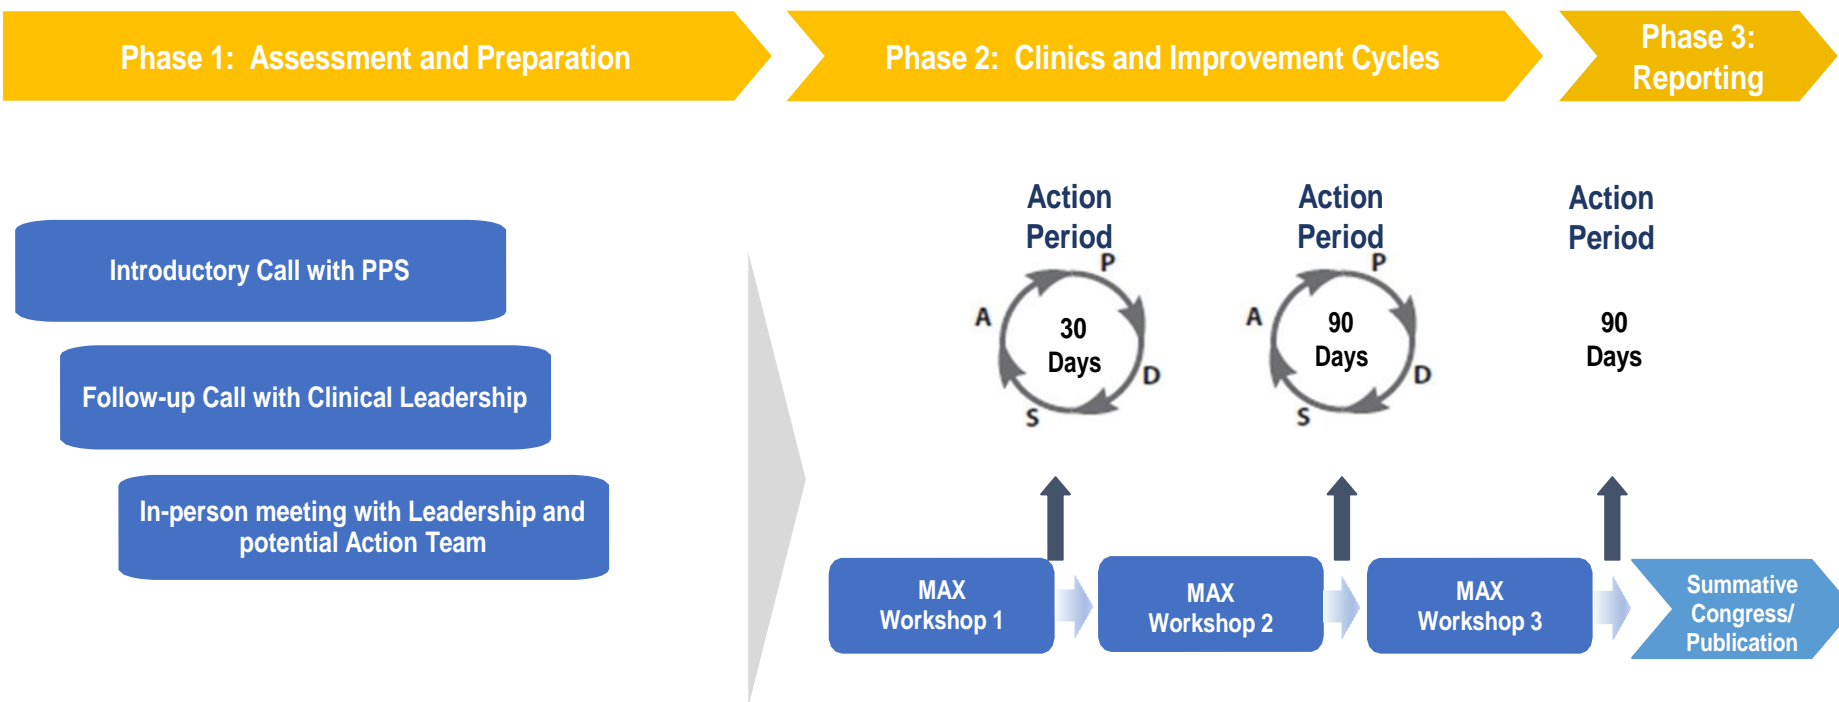 Phase 1:  Assessment and Preparation
Phase 2:  Clinics and Improvement Cycles
Phase 3:
Reporting
Introductory Call with PPS
Follow-up Call with Clinical Leadership
In-person meeting with Leadership and
potential Action Team
Action
Period
P
A
30
Days
D
S
Action
Period
P
A
90
Days
D
S
Action
Period
90
Days
MAX
Workshop 1
MAX
Workshop 2
MAX
Workshop 3
Summative
Congress/
Publication